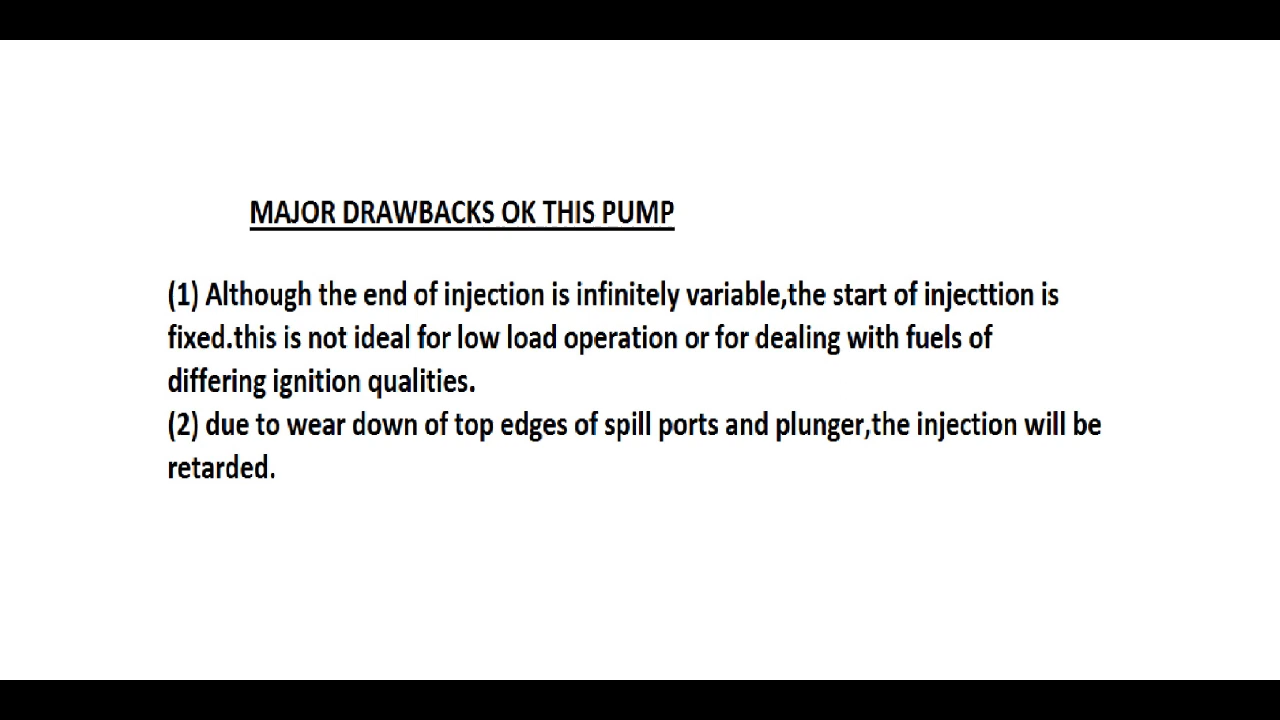 MAJOR DRAWBACKS OK THIS PUMP
(1) Although the end of injection is infinitely variable,the start of injecttion is
fixed.this is not ideal for low load operation or for dealing with fuels of
differing ignition qualities.
(2) due to wear down of top edges of spill ports and plunger,the injection will be
retarded.